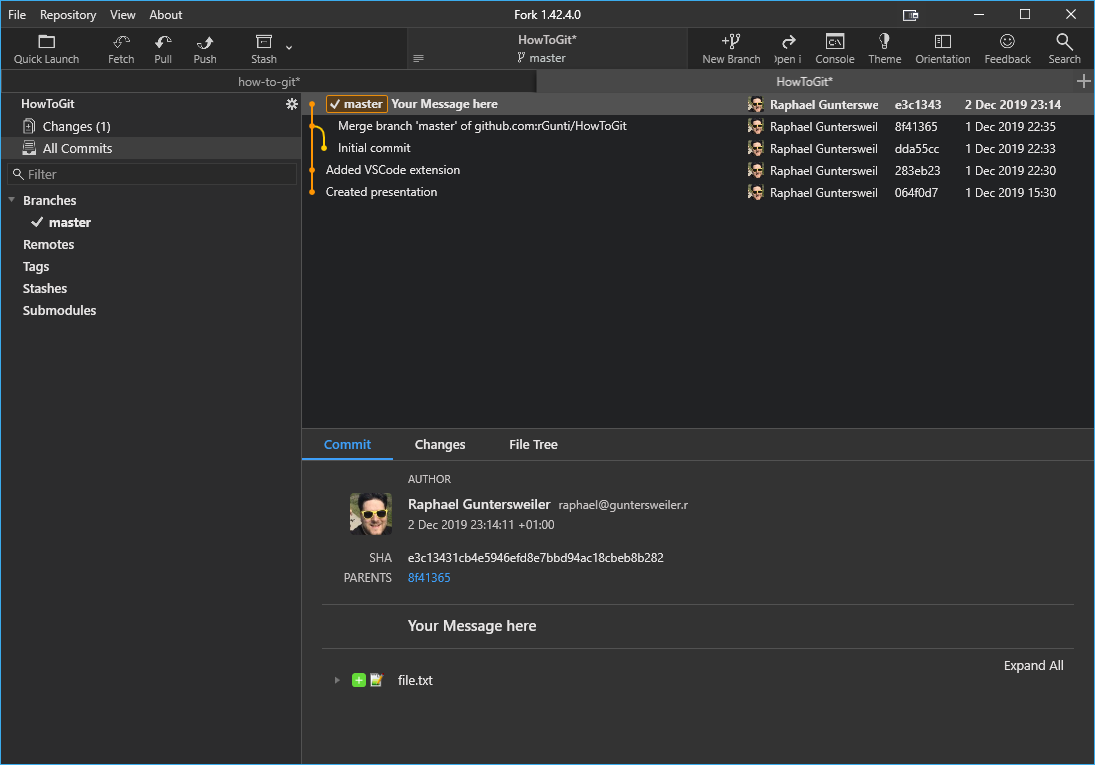 File Repository View About Fork 1.42.4.0
Quick Launch Fetch Pull Push Stash
HowToGit*
master
New Branch Open i Console Theme Orientation Feedback Search
how-to-git* HowToGit*
HowToGit
Changes (1)
All Commits
Filter
Branches
master
Remotes
Tags
Stashes
Submodules
master Your Message here Raphael Gunterswe e3c1343 2 Dec 2019 23:14
Merge branch 'master' of github.com:rGunti/HowToGit Raphael Guntersweil 8f41365 1 Dec 2019 22:35
Initial commit Raphael Guntersweil dda55cc 1 Dec 2019 22:33
Added VSCode extension Raphael Guntersweil 283eb23 1 Dec 2019 22:30
Created presentation Raphael Guntersweil 064f0d7 1 Dec 2019 15:30
Commit Changes File Tree
AUTHOR
Raphael Guntersweiler raphael@guntersweiler.r
2 Dec 2019 23:14:11 +01:00
SHA e3c13431cb4e5946efd8e7bbd94ac18cbeb8b282
PARENTS 8f41365
Your Message here
Expand All
file.txt